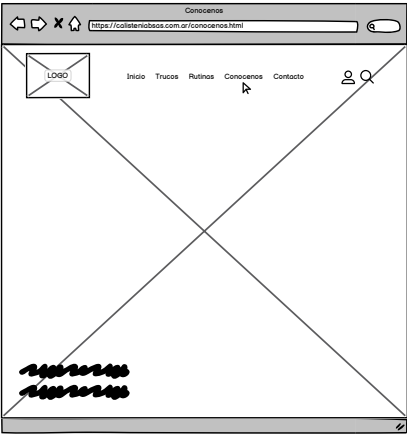 Conocenos
https://calisteniabsas.com.ar/conocenos.html
LOGO
Inicio Trucos Rutinas Conocenos Contacto